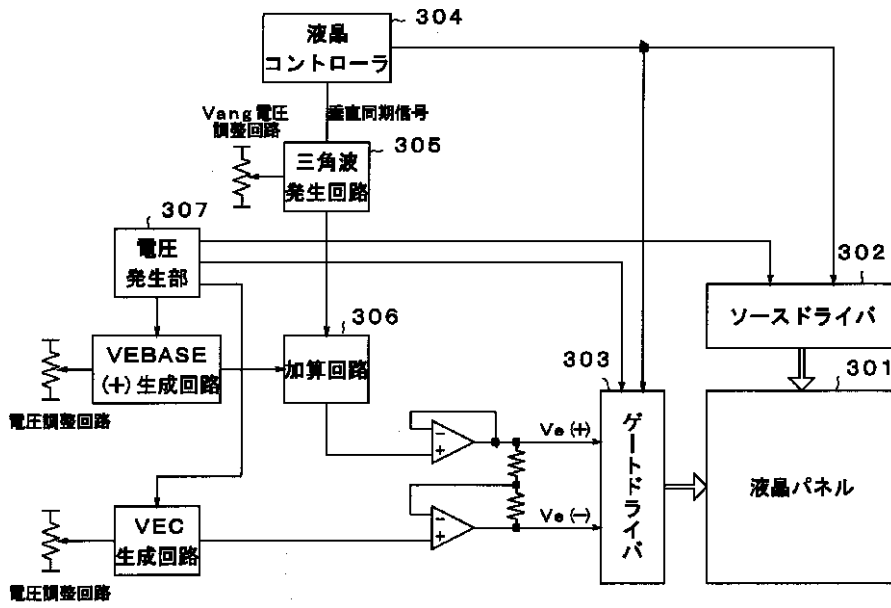 304
液晶
コントローラ
Vang電圧
調整回路
垂直同期信号
305
三角波
発生回路
307
電圧
発生部
302
ソースドライバ
306
加算回路
VEBASE
(+)生成回路
電圧調整回路
303
ゲートドライバ
301
液晶パネル
−
+
Ve(+)
−
+
Ve(−)
VEC
生成回路
電圧調整回路